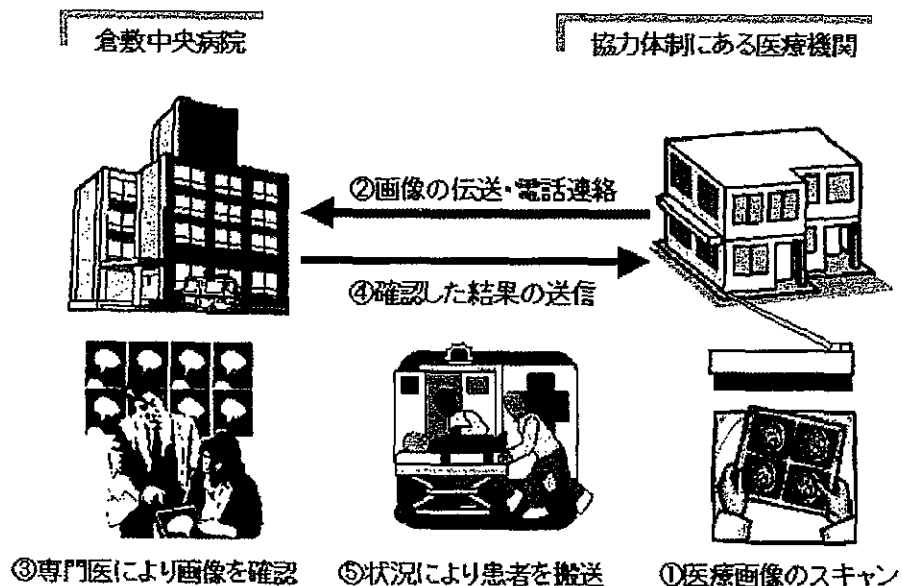 倉敷中央病院
協力体制にある医療機関
②画像の伝送・電話連絡
④確認した結果の送信
③専門医により画像を確認
⑤状況により患者を搬送
①医療画像のスキャン